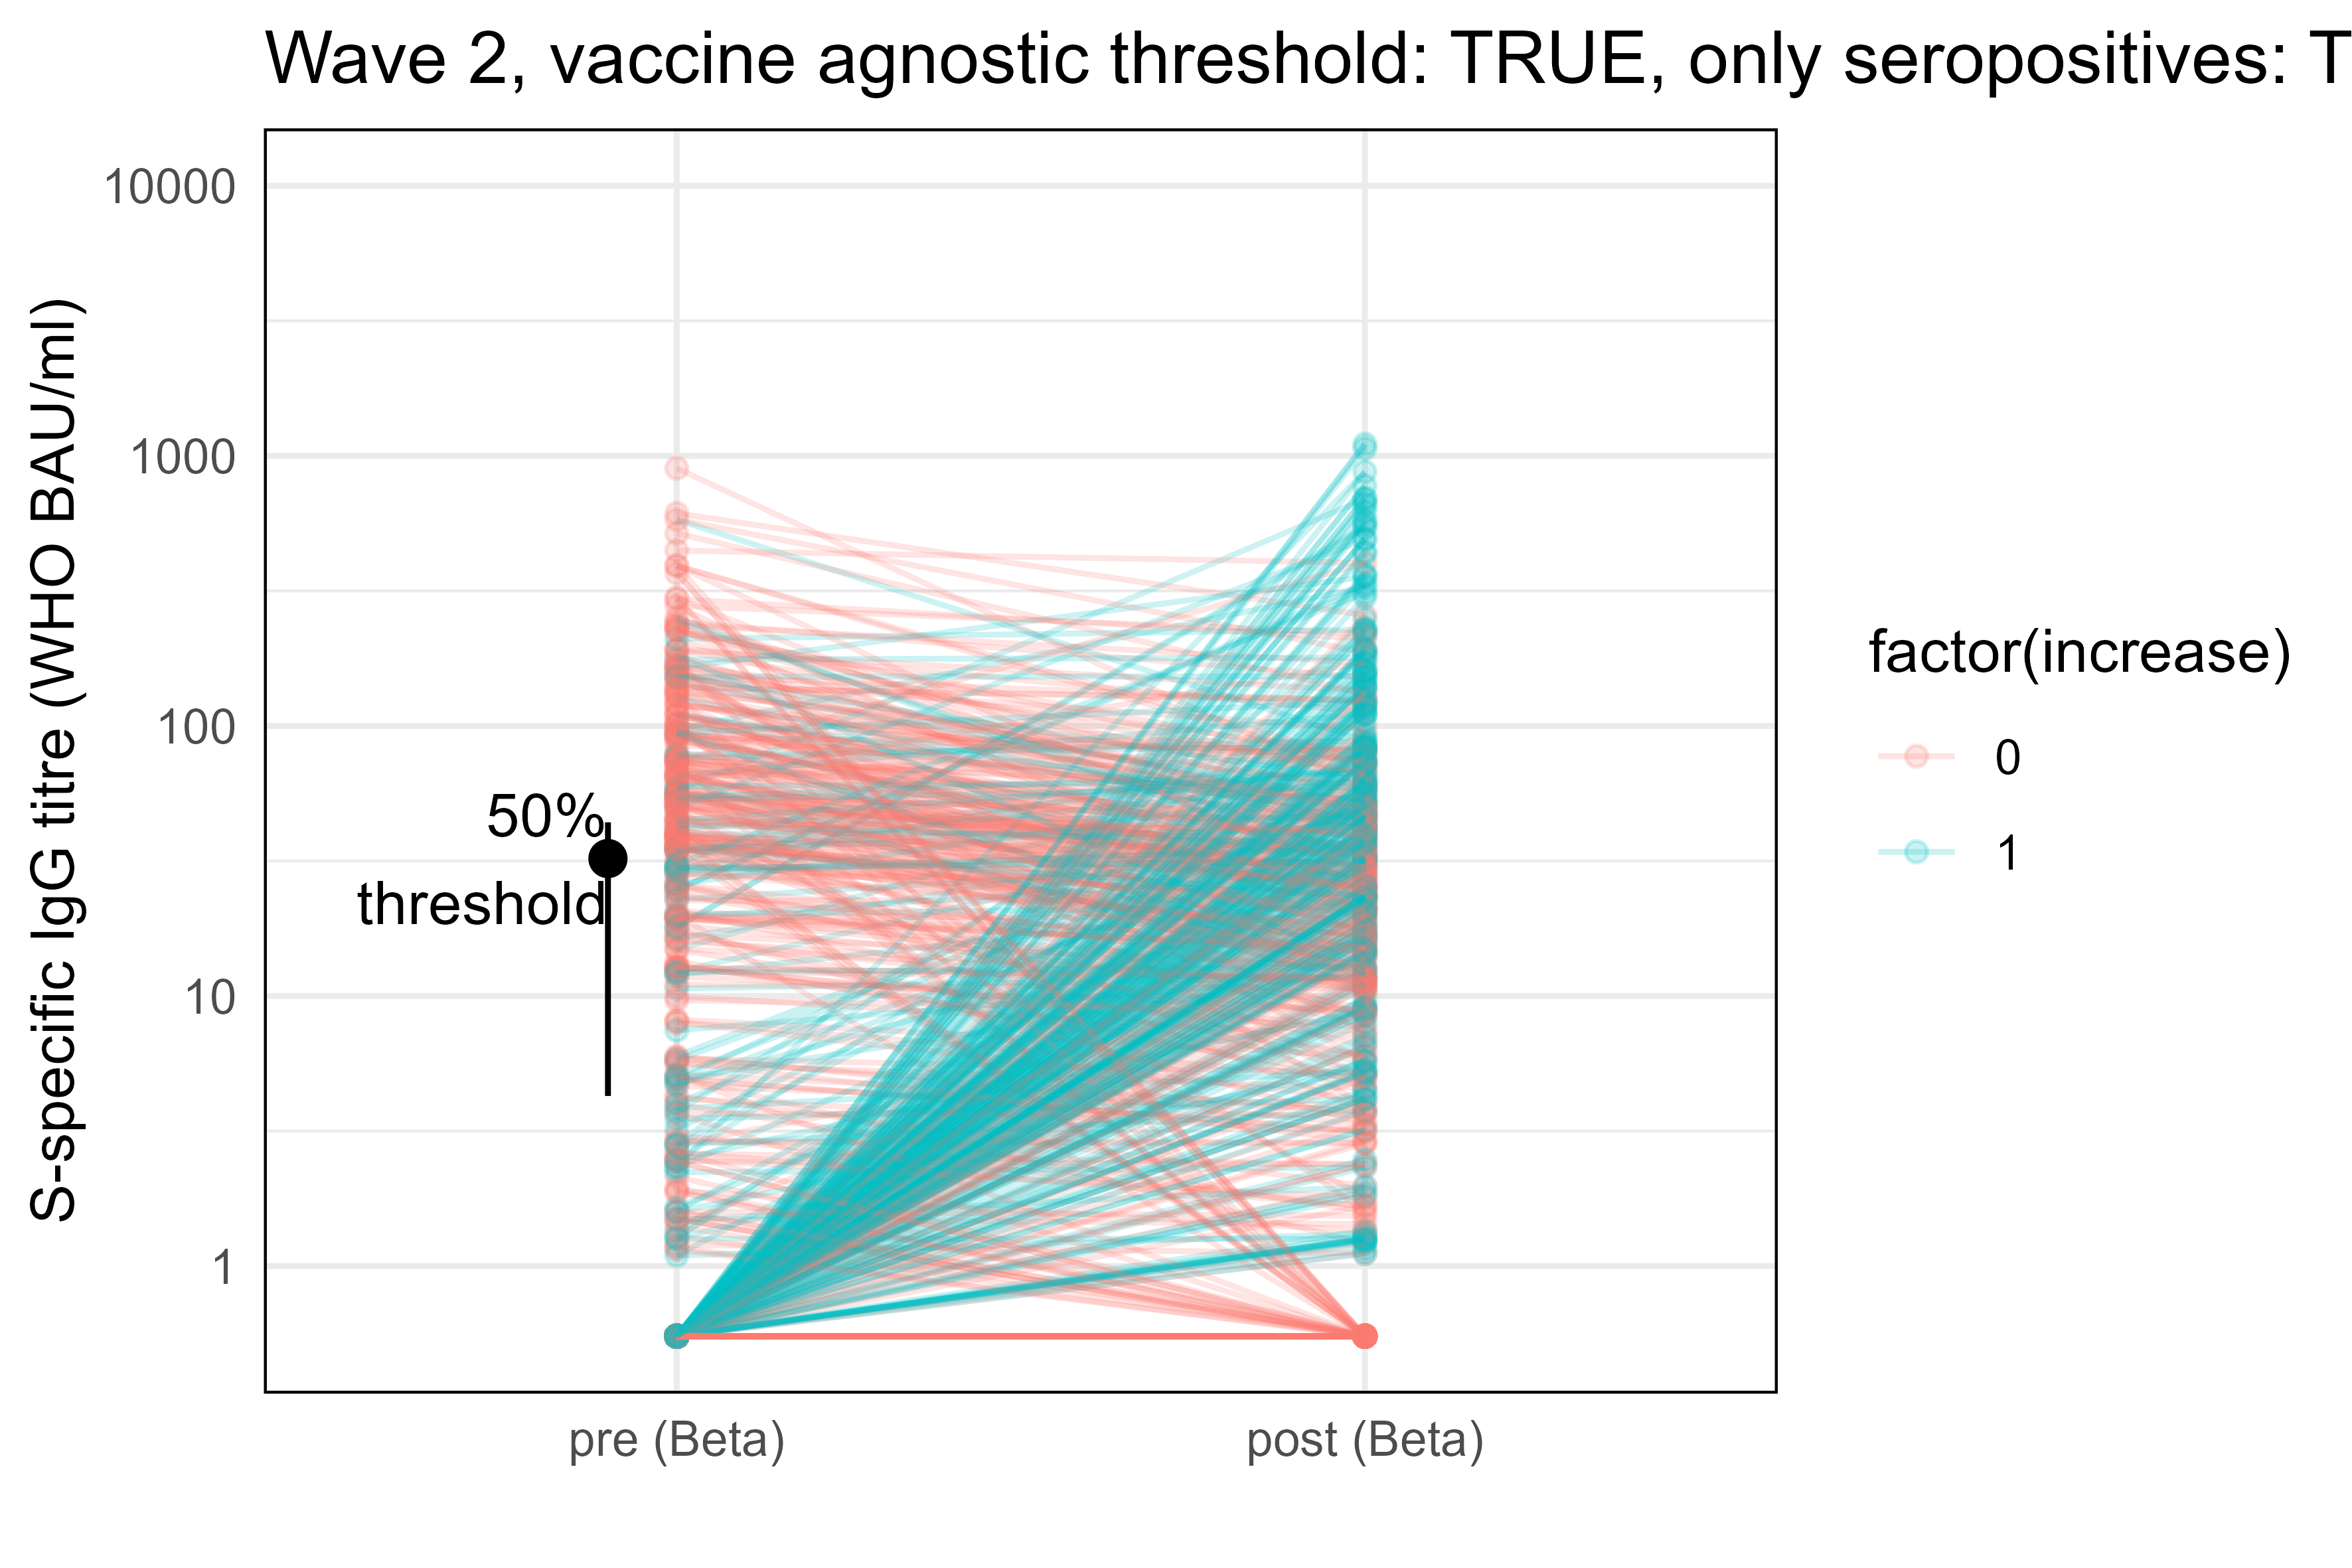 Wave 2, vaccine agnostic threshold: TRUE, only seropositives: T
S-specific IgG titre (WHO BAU/ml)
10000
1000
100
10
1
50%
threshold
pre (Beta)
post (Beta)
factor(increase)
0
1